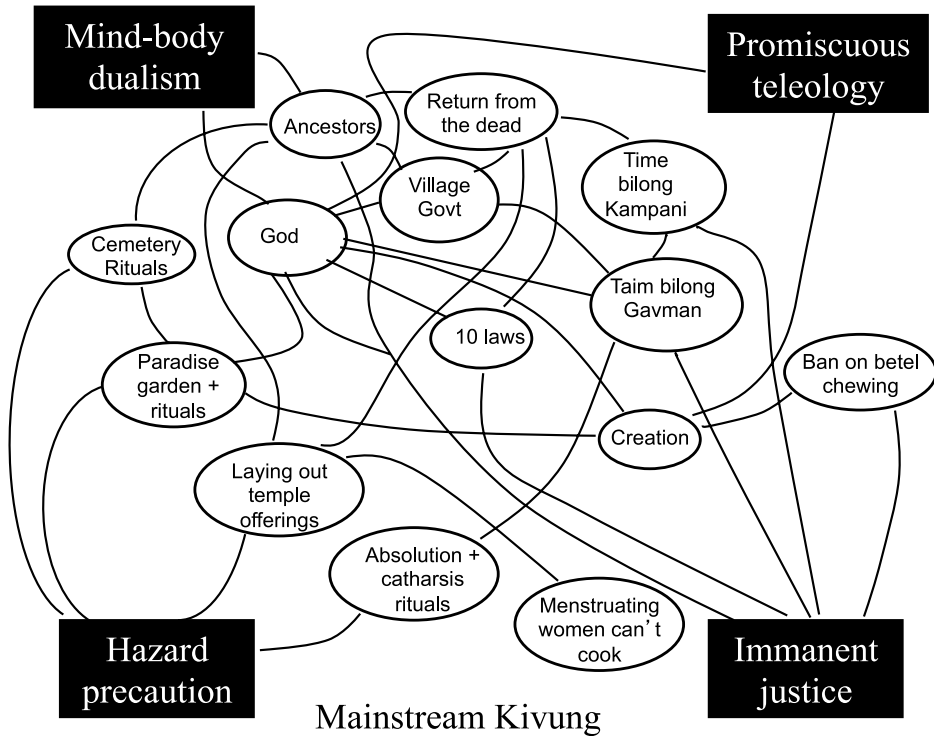 Mind-body
dualism
Promiscuous
teleology
Ancestors
Return from
the dead
Time
bilong
Kampani
Village
Govt
God
Cemetery
Rituals
Taim bilong
Gavman
10 laws
Paradise
garden +
rituals
Ban on betel
chewing
Creation
Laying out
temple
offerings
Absolution +
catharsis
rituals
Menstruating
women can't
cook
Hazard
precaution
Immanent
justice
Mainstream Kivung